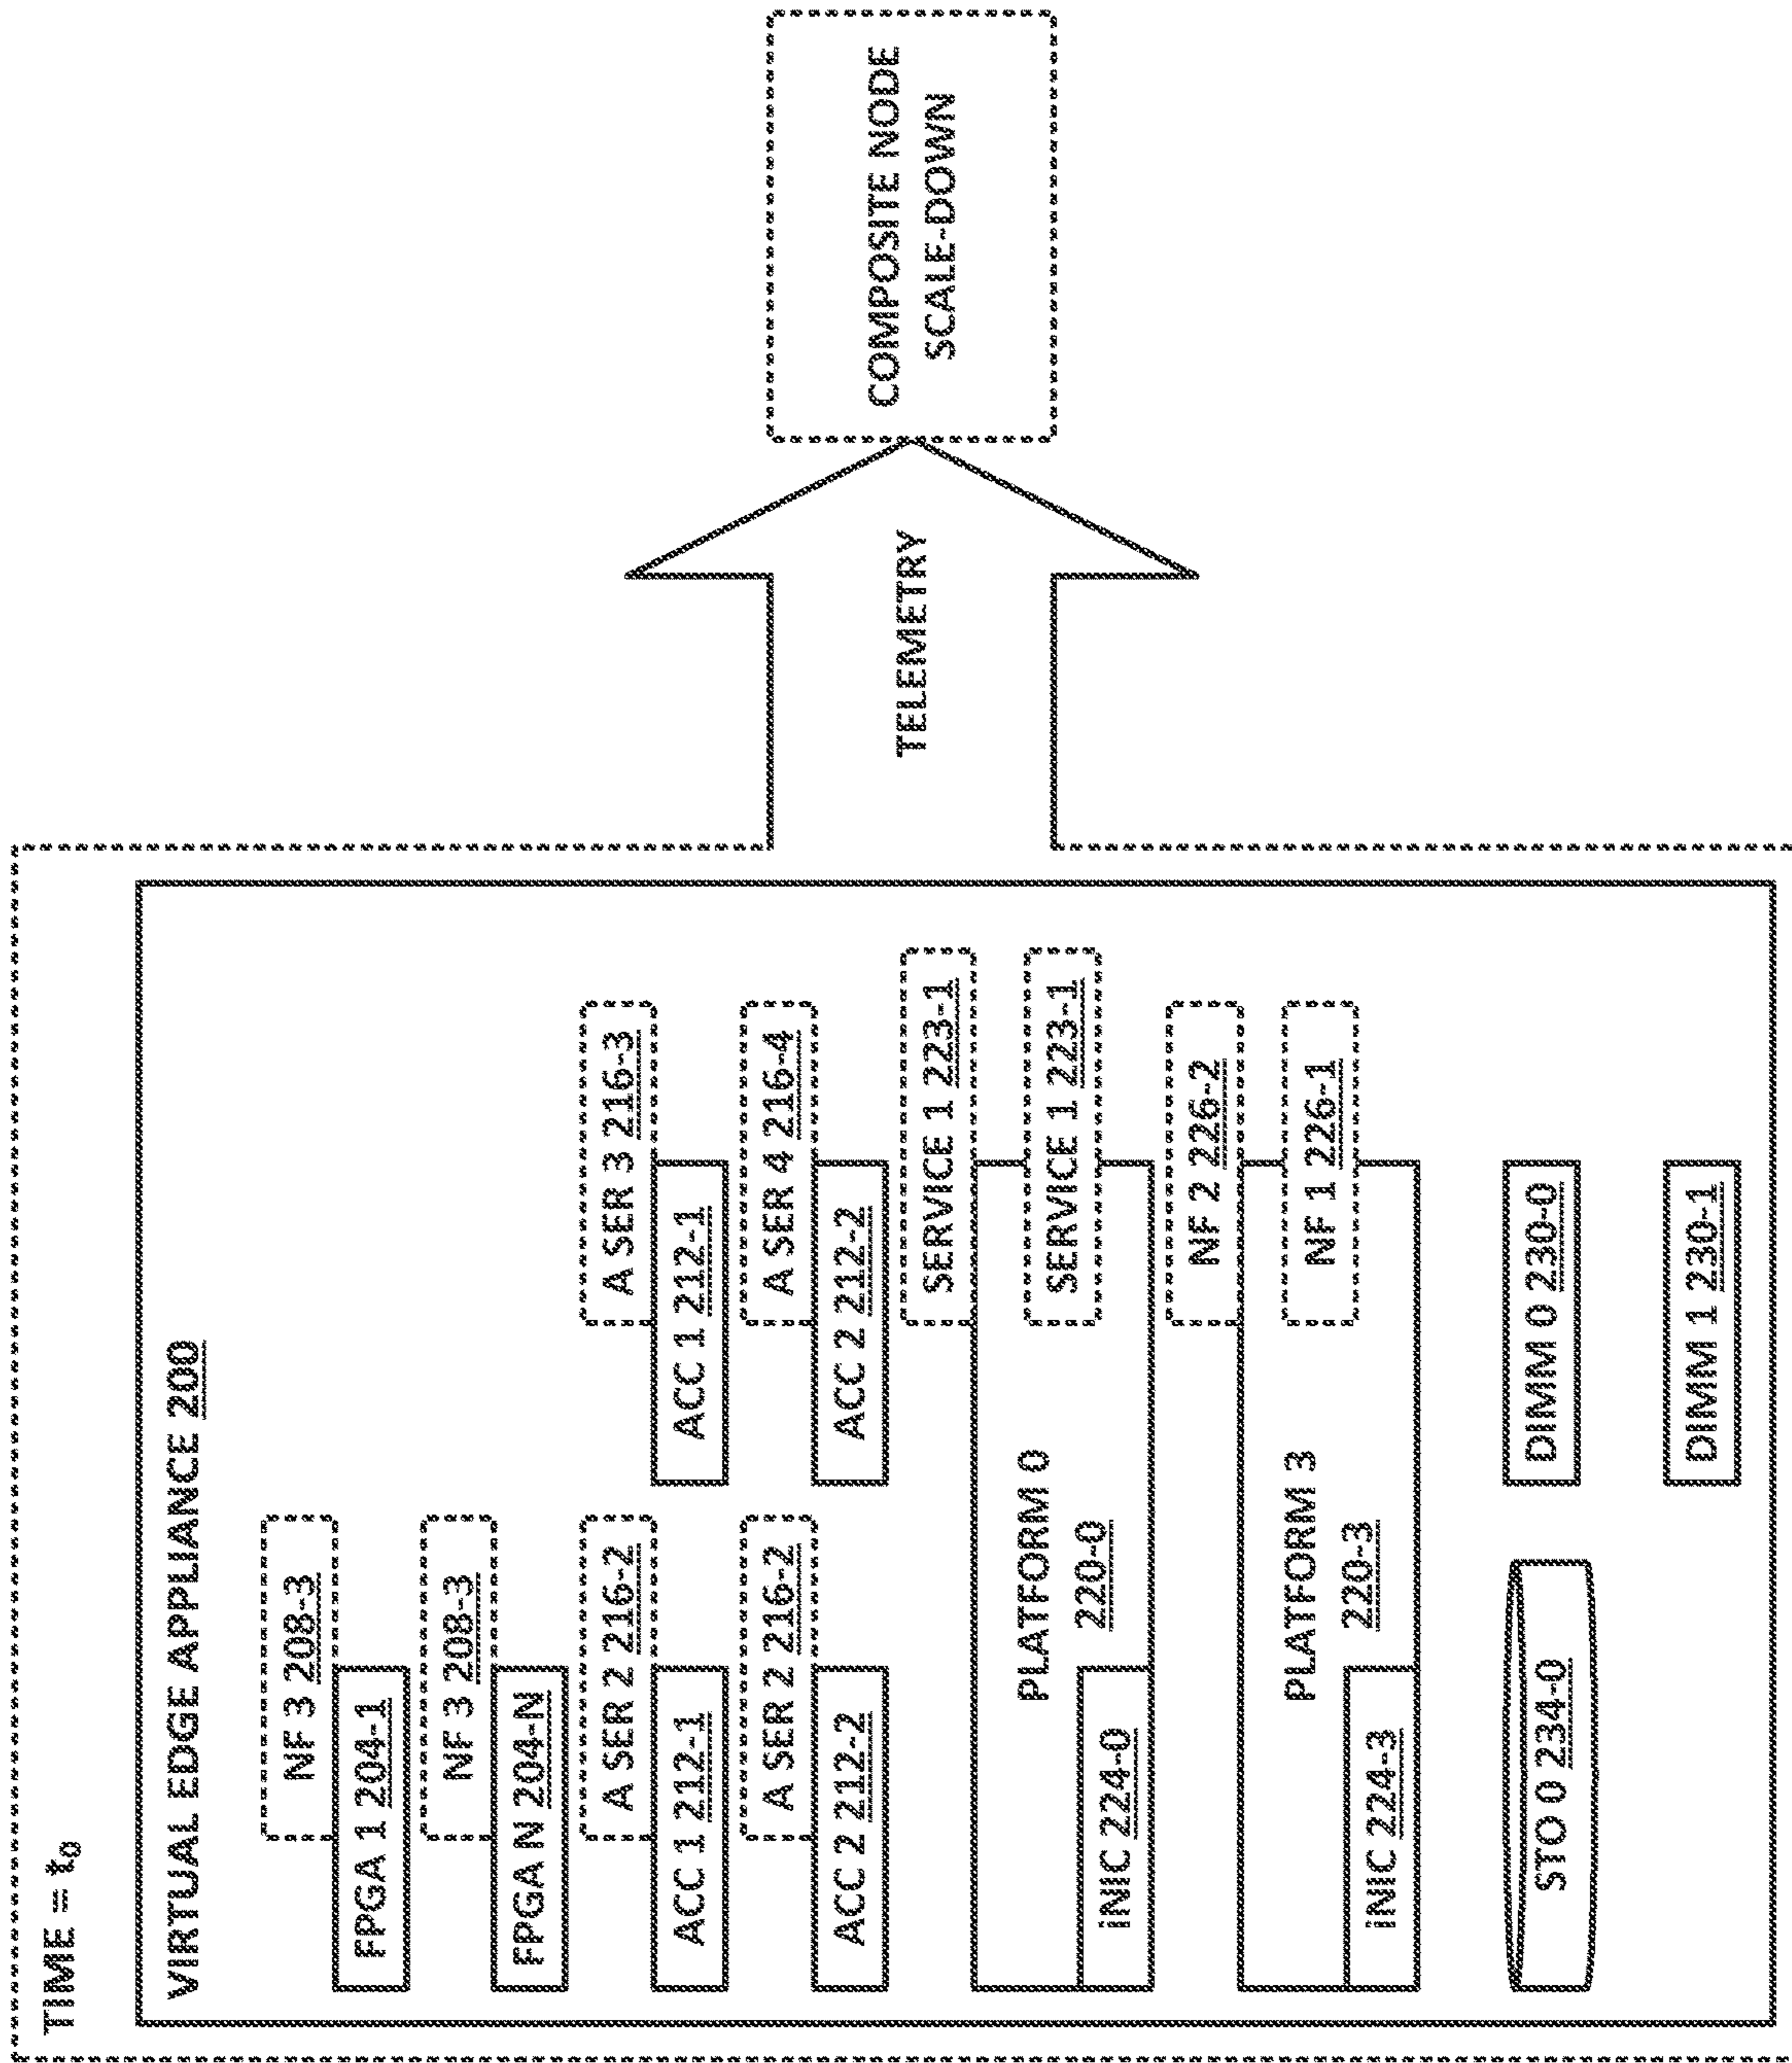 TIME = t0
VIRTUAL EDGE APPLIANCE 200
NF 3 208-3
FPGA 1 204-1
NF 3 208-3
FPGA N 204-N
A SER 2 216-2
A SER 3 216-3
ACC 1 212-1
ACC 1 212-1
A SER 2 216-2
A SER 4 216-4
ACC 2 212-2
ACC 2 212-2
SERVICE 1 223-1
PLATFORM 0
SERVICE 1 223-1
220-0
iNIC 224-0
NF 2 226-2
PLATFORM 3
NF 1 226-1
220-3
iNIC 224-3
STO 0 234-0
DIMM 0 230-0
DIMM 1 230-1
TELEMETRY
COMPOSITE NODE
SCALE-DOWN